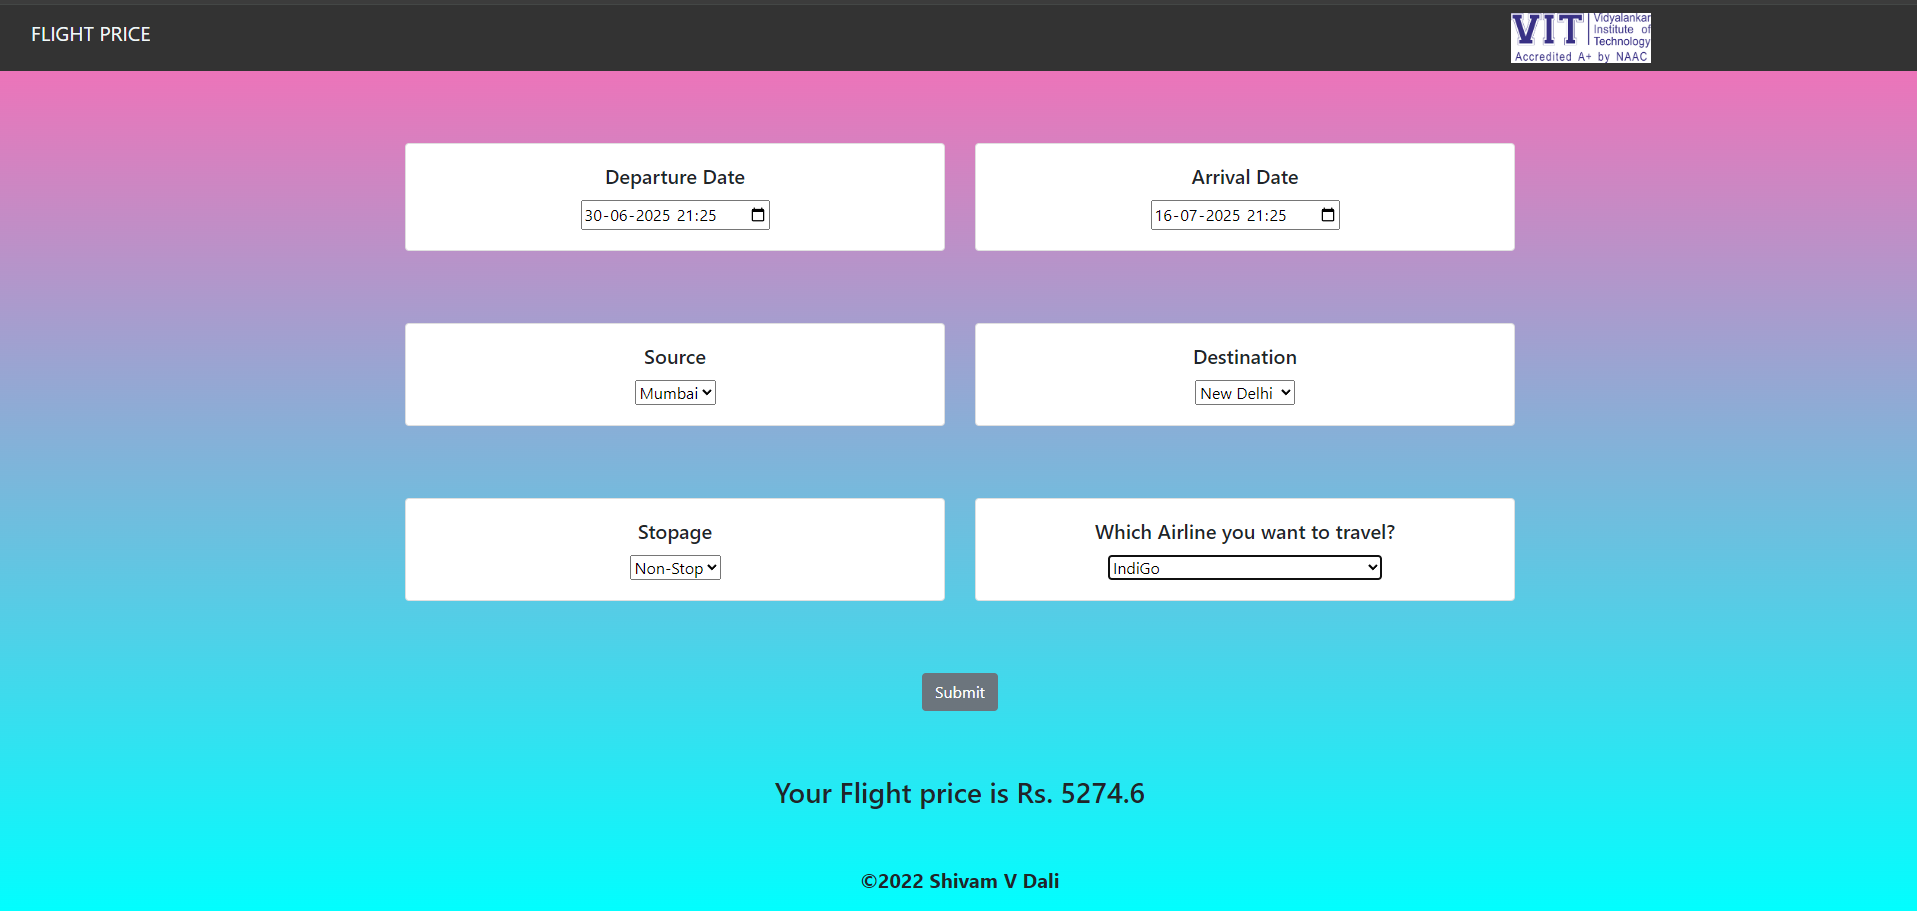 FLIGHT PRICE
VIT
Vidyalankar
Institute of
Technology
Accredited A+ by NAAC
Departure Date
30-06-2025 21:25
Arrival Date
16-07-2025 21:25
Source
Mumbai
Destination
New Delhi
Stopage
Non-Stop
Which Airline you want to travel?
IndiGo
Submit
Your Flight price is Rs. 5274.6
©2022 Shivam V Dali